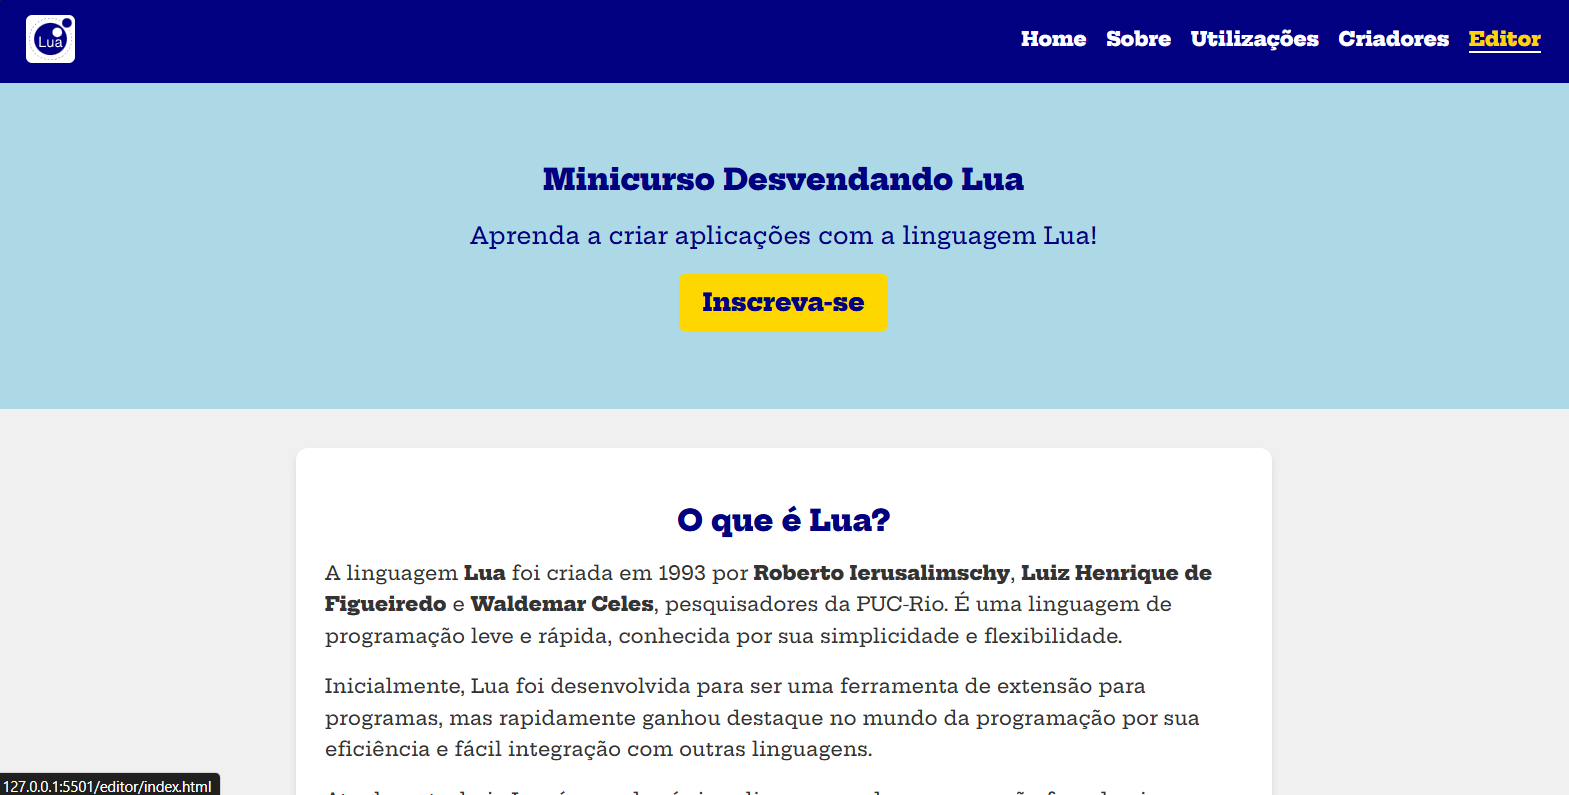 Lua
Home Sobre Utilizações Criadores Editor
Minicurso Desvendando Lua
Aprenda a criar aplicações com a linguagem Lua!
Inscreva-se
O que é Lua?
A linguagem Lua foi criada em 1993 por Roberto Ierusalimschy, Luiz Henrique de
Figueiredo e Waldemar Celes, pesquisadores da PUC-Rio. É uma linguagem de
programação leve e rápida, conhecida por sua simplicidade e flexibilidade.
Inicialmente, Lua foi desenvolvida para ser uma ferramenta de extensão para
programas, mas rapidamente ganhou destaque no mundo da programação por sua
eficiência e fácil integração com outras linguagens.
127.0.0.1:5501/editor/index.html